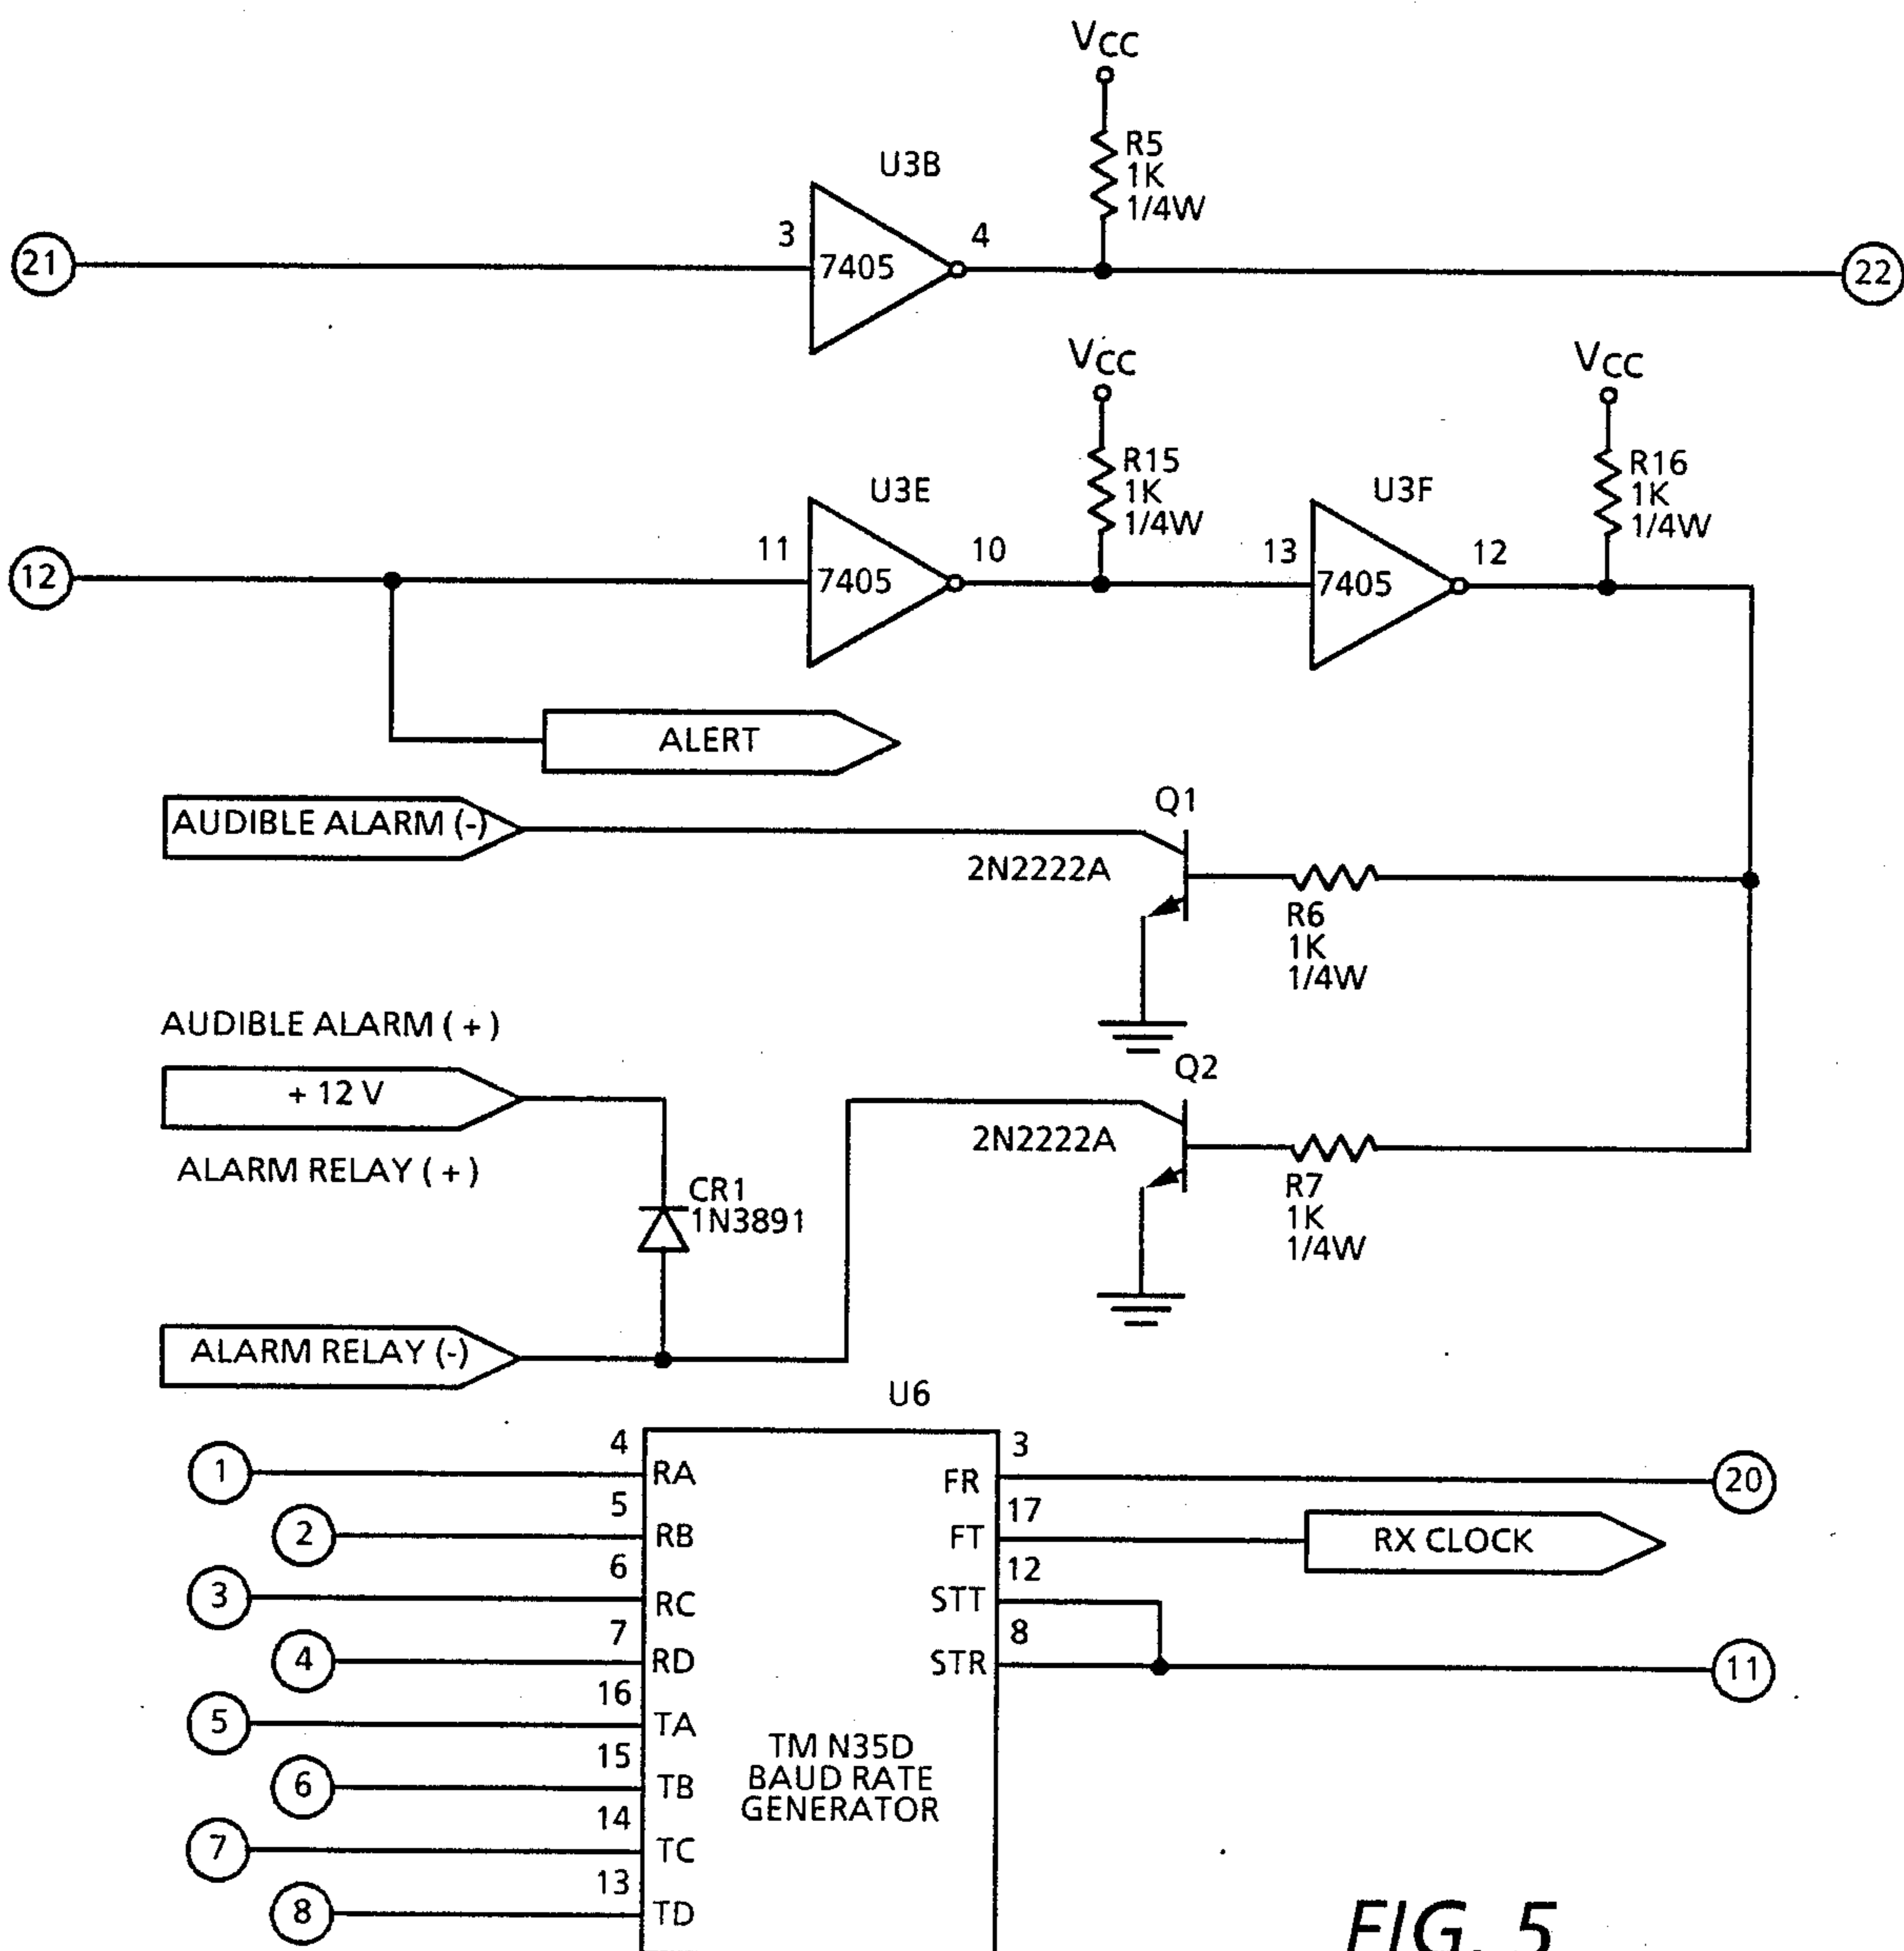 VCC
R5
1K
1/4W
U3B
3
4
21
7405
22
VCC
VCC
R15
1K
1/4W
R16
1K
1/4W
U3E
U3F
11
10
13
12
12
7405
7405
ALERT
Q1
AUDIBLE ALARM (-)
2N2222A
R6
1K
1/4W
AUDIBLE ALARM ( + )
Q2
+ 12 V
2N2222A
ALARM RELAY ( + )
CR1
1N3891
R7
1K
1/4W
ALARM RELAY (-)
U6
4
3
1
RA
FR
20
5
17
2
RB
FT
RX CLOCK
6
12
3
RC
STT
7
8
4
RD
STR
11
16
5
TA
TM N35D
BAUD RATE
GENERATOR
15
6
TB
14
7
TC
13
8
TD
FIG. 5